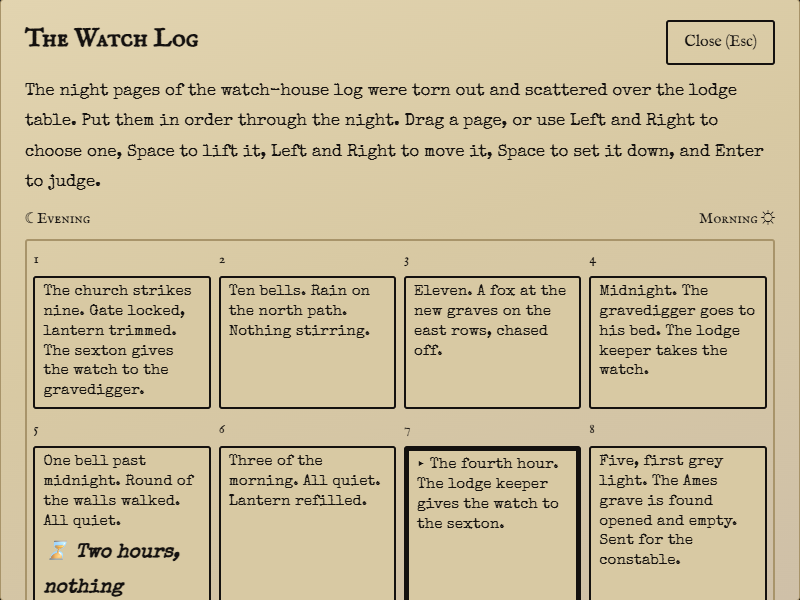 The Watch Log
Close (Esc)
The night pages of the watch-house log were torn out and scattered over the lodge
table. Put them in order through the night. Drag a page, or use Left and Right to
choose one, Space to lift it, Left and Right to move it, Space to set it down, and Enter
to judge.
☾ Evening
Morning ☼
1
The church strikes
nine. Gate locked,
lantern trimmed.
The sexton gives
the watch to the
gravedigger.
2
Ten bells. Rain on
the north path.
Nothing stirring.
3
Eleven. A fox at the
new graves on the
east rows, chased
off.
4
Midnight. The
gravedigger goes to
his bed. The lodge
keeper takes the
watch.
5
One bell past
midnight. Round of
the walls walked.
All quiet.
⏳ Two hours,
nothing
6
Three of the
morning. All quiet.
Lantern refilled.
7
▸ The fourth hour.
The lodge keeper
gives the watch to
the sexton.
8
Five, first grey
light. The Ames
grave is found
opened and empty.
Sent for the
constable.